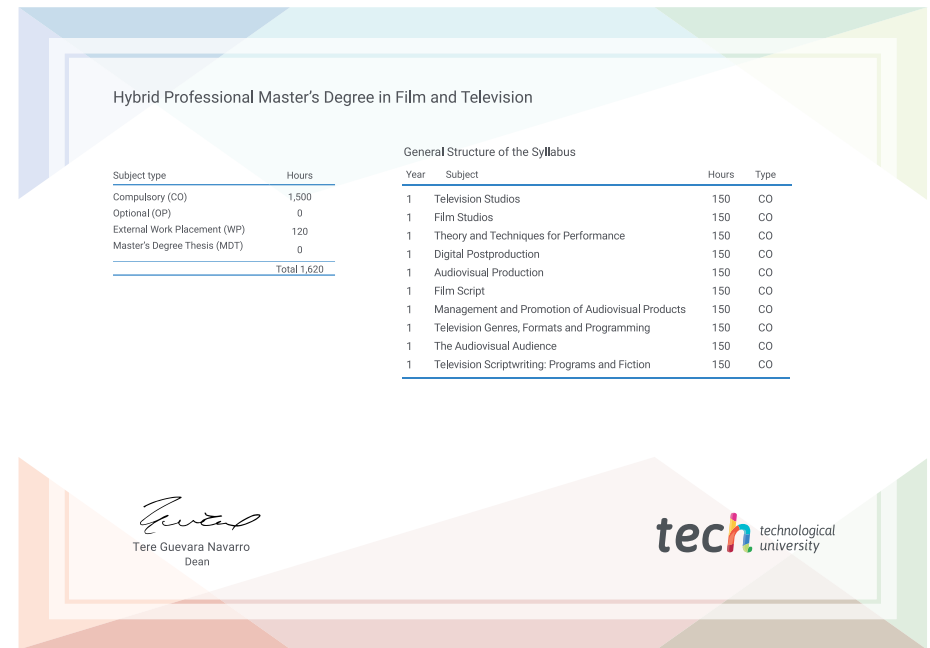 Hybrid Professional Master's Degree in Film and Television
Subject type Hours
Compulsory (CO) 1,500
Optional (OP) 0
External Work Placement (WP) 120
Master's Degree Thesis (MDT) 0
Total 1,620
General Structure of the Syllabus
Year Subject Hours Type
1 Television Studios 150 CO
1 Film Studios 150 CO
1 Theory and Techniques for Performance 150 CO
1 Digital Postproduction 150 CO
1 Audiovisual Production 150 CO
1 Film Script 150 CO
1 Management and Promotion of Audiovisual Products 150 CO
1 Television Genres, Formats and Programming 150 CO
1 The Audiovisual Audience 150 CO
1 Television Scriptwriting: Programs and Fiction 150 CO
Tere Guevara Navarro
Dean
tech technological
university